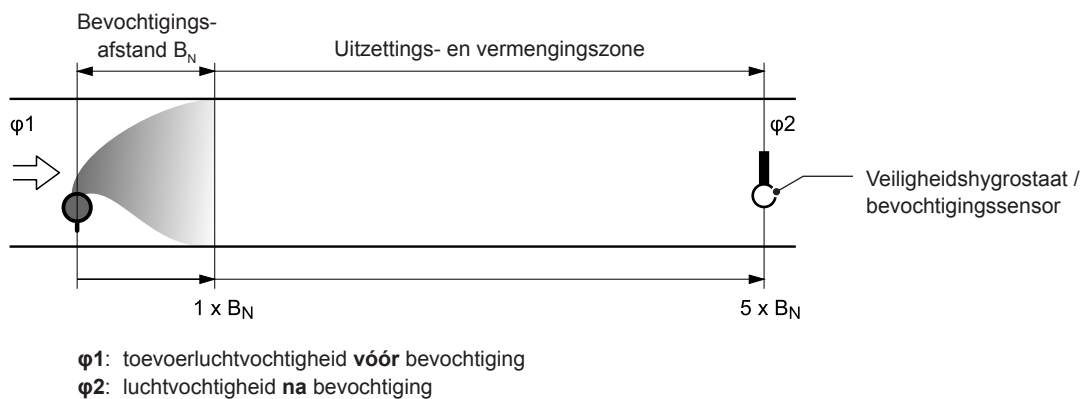 Bevochtigings-
afstand B_N
Uitzettings- en vermengingszone
φ1
φ2
Veiligheidshygrostaat /
bevochtigingssensor
1 x B_N
5 x B_N
φ1: toevoerluchtvochtigheid vóór bevochtiging
φ2: luchtvochtigheid na bevochtiging